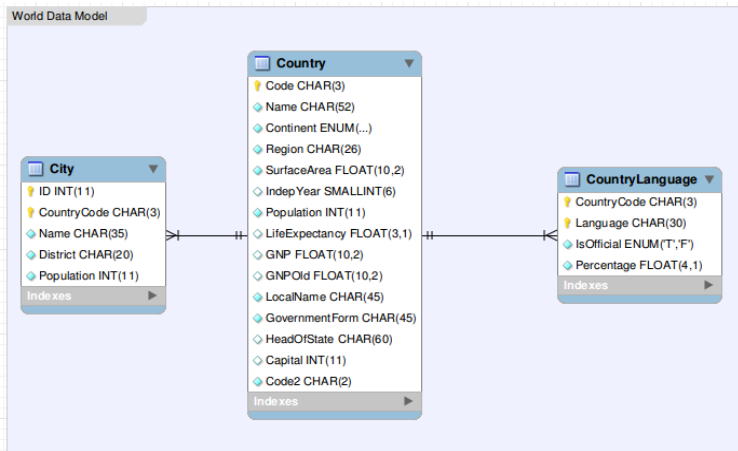 World Data Model
City
ID INT(11)
CountryCode CHAR(3)
Name CHAR(35)
District CHAR(20)
Population INT(11)
Indexes
Country
Code CHAR(3)
Name CHAR(52)
Continent ENUM(...)
Region CHAR(26)
SurfaceArea FLOAT(10,2)
IndepYear SMALLINT(6)
Population INT(11)
LifeExpectancy FLOAT(3,1)
GNP FLOAT(10,2)
GNPOld FLOAT(10,2)
LocalName CHAR(45)
GovernmentForm CHAR(45)
HeadOfState CHAR(60)
Capital INT(11)
Code2 CHAR(2)
Indexes
CountryLanguage
CountryCode CHAR(3)
Language CHAR(30)
IsOfficial ENUM('T','F')
Percentage FLOAT(4,1)
Indexes